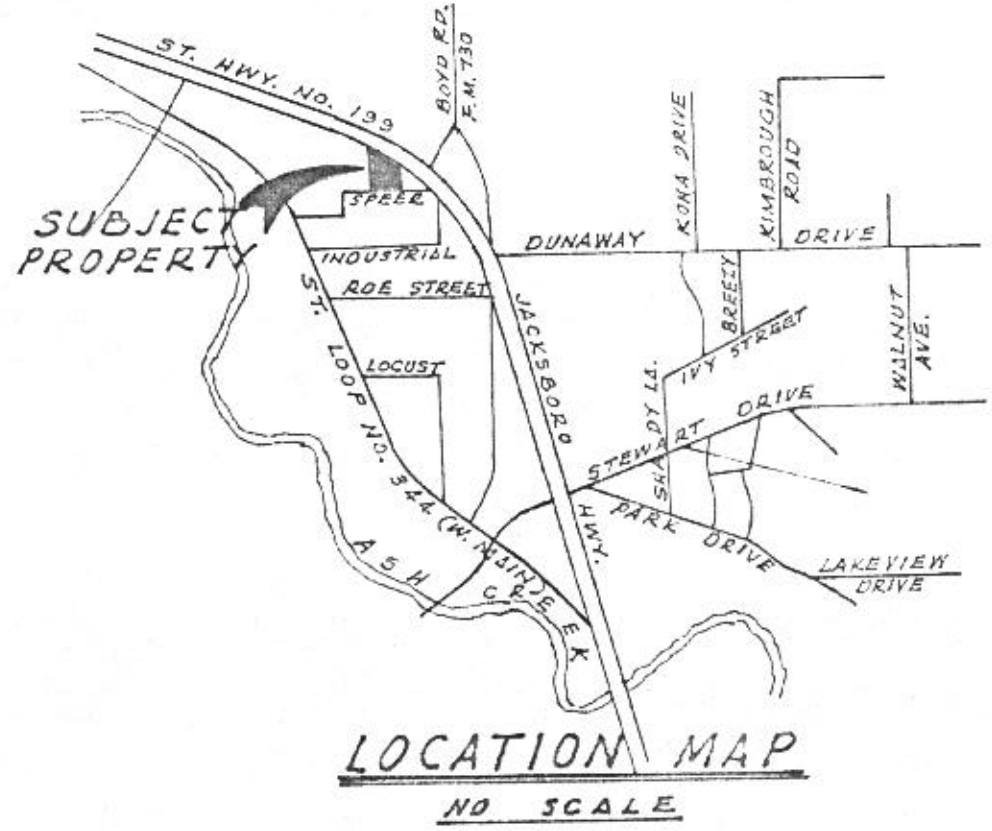 ST. HWY. NO. 199
BOYD RD.
F.M. 730
KONA DRIVE
KIMBROUGH
ROAD
SUBJECT
PROPERTY
SPEER
INDUSTRIAL
DUNAWAY DRIVE
BREEZY
ROE STREET
JACKSBORO HWY.
ST. LOOP NO. 344 (W. MAIN)
LOCUST
SHADY LA.
IVY STREET
WALNUT
AVE.
STEWART DRIVE
PARK DRIVE
LAKEVIEW
DRIVE
ASH CREEK
LOCATION MAP
NO SCALE